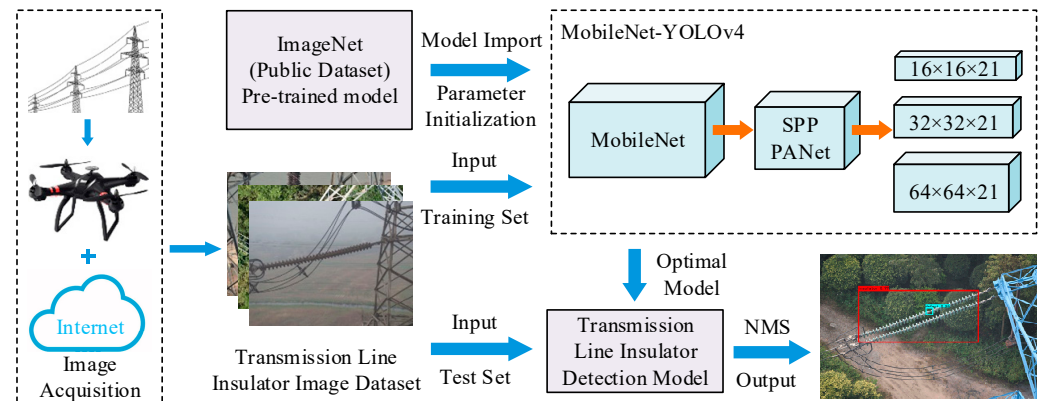 Internet
Image
Acquisition
ImageNet
(Public Dataset)
Pre-trained model
Model Import
Parameter
Initialization
Input
Training Set
Transmission Line
Insulator Image Dataset
Input
Test Set
MobileNet-YOLOv4
MobileNet
SPP
PANet
16×16×21
32×32×21
64×64×21
Optimal
Model
Transmission
Line Insulator
Detection Model
NMS
Output